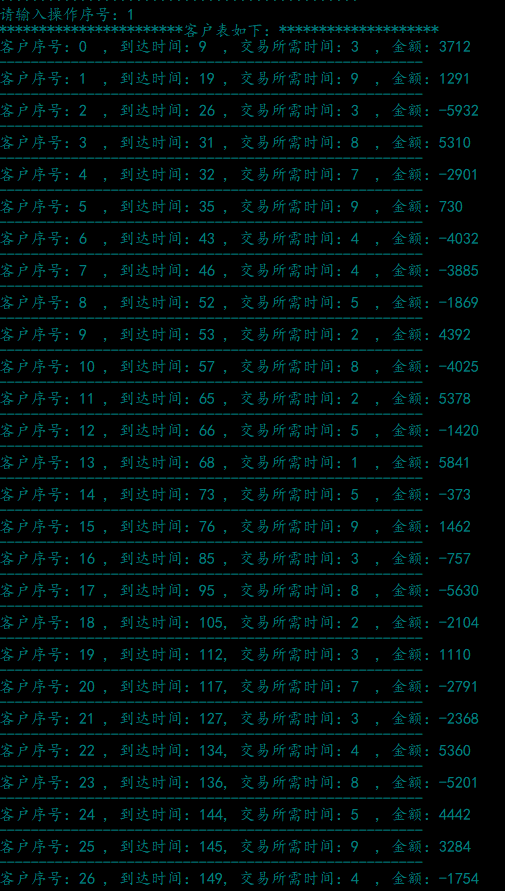 请输入操作序号：1
***********************客户表如下：********************
客户序号：0 ，到达时间：9 ，交易所需时间：3 ，金额：3712
客户序号：1 ，到达时间：19 ，交易所需时间：9 ，金额：1291
客户序号：2 ，到达时间：26 ，交易所需时间：3 ，金额：-5932
客户序号：3 ，到达时间：31 ，交易所需时间：8 ，金额：5310
客户序号：4 ，到达时间：32 ，交易所需时间：7 ，金额：-2901
客户序号：5 ，到达时间：35 ，交易所需时间：9 ，金额：730
客户序号：6 ，到达时间：43 ，交易所需时间：4 ，金额：-4032
客户序号：7 ，到达时间：46 ，交易所需时间：4 ，金额：-3885
客户序号：8 ，到达时间：52 ，交易所需时间：5 ，金额：-1869
客户序号：9 ，到达时间：53 ，交易所需时间：2 ，金额：4392
客户序号：10 ，到达时间：57 ，交易所需时间：8 ，金额：-4025
客户序号：11 ，到达时间：65 ，交易所需时间：2 ，金额：5378
客户序号：12 ，到达时间：66 ，交易所需时间：5 ，金额：-1420
客户序号：13 ，到达时间：68 ，交易所需时间：1 ，金额：5841
客户序号：14 ，到达时间：73 ，交易所需时间：5 ，金额：-373
客户序号：15 ，到达时间：76 ，交易所需时间：9 ，金额：1462
客户序号：16 ，到达时间：85 ，交易所需时间：3 ，金额：-757
客户序号：17 ，到达时间：95 ，交易所需时间：8 ，金额：-5630
客户序号：18 ，到达时间：105，交易所需时间：2 ，金额：-2104
客户序号：19 ，到达时间：112，交易所需时间：3 ，金额：1110
客户序号：20 ，到达时间：117，交易所需时间：7 ，金额：-2791
客户序号：21 ，到达时间：127，交易所需时间：3 ，金额：-2368
客户序号：22 ，到达时间：134，交易所需时间：4 ，金额：5360
客户序号：23 ，到达时间：136，交易所需时间：8 ，金额：-5201
客户序号：24 ，到达时间：144，交易所需时间：5 ，金额：4442
客户序号：25 ，到达时间：145，交易所需时间：9 ，金额：3284
客户序号：26 ，到达时间：149，交易所需时间：4 ，金额：-1754